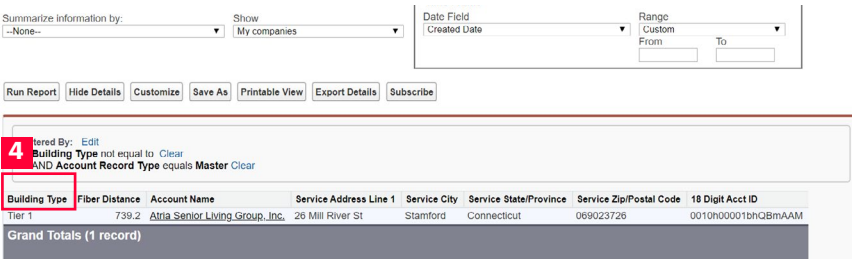 Summarize information by: Show Date Field Range
--None-- My companies Created Date Custom
From To
Run Report Hide Details Customize Save As Printable View Export Details Subscribe
4
tered By: Edit
Building Type not equal to Clear
AND Account Record Type equals Master Clear
Building Type Fiber Distance Account Name Service Address Line 1 Service City Service State/Province Service Zip/Postal Code 18 Digit Acct ID
Tier 1 739.2 Atria Senior Living Group, Inc. 26 Mill River St Stamford Connecticut 069023726 0010h00001bhQBmAAM
Grand Totals (1 record)